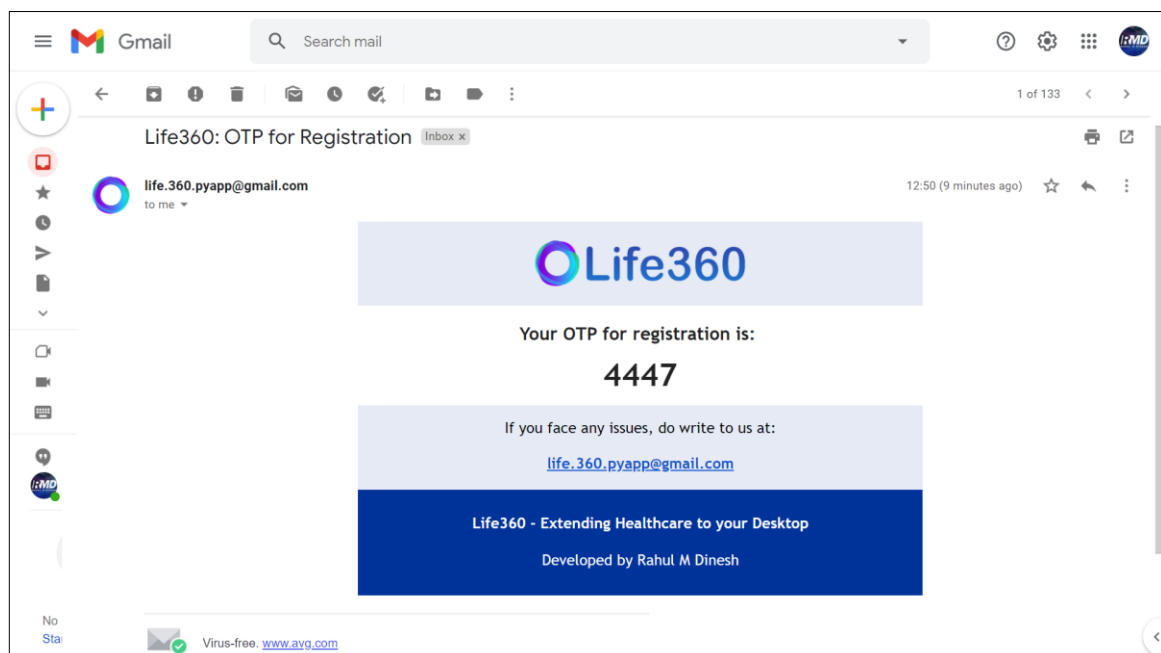 Gmail
Search mail
1 of 133
Life360: OTP for Registration Inbox x
life.360.pyapp@gmail.com
12:50 (9 minutes ago)
to me
Life360
Your OTP for registration is:
4447
If you face any issues, do write to us at:
life.360.pyapp@gmail.com
Life360 - Extending Healthcare to your Desktop
Developed by Rahul M Dinesh
No
Sta
Virus-free. www.avg.com